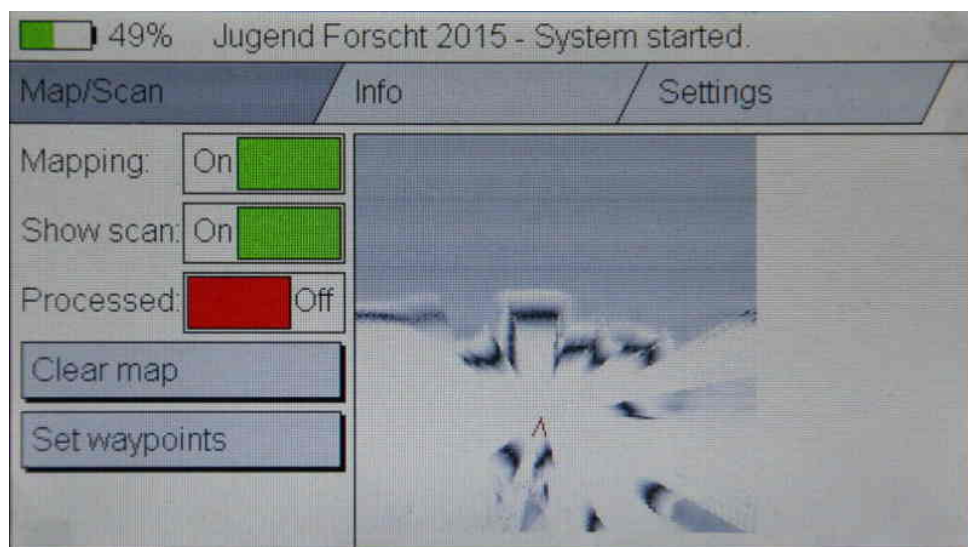 49% Jugend Forscht 2015 - System started.
Map/Scan Info Settings
Mapping: On
Show scan: On
Processed: Off
Clear map
Set waypoints